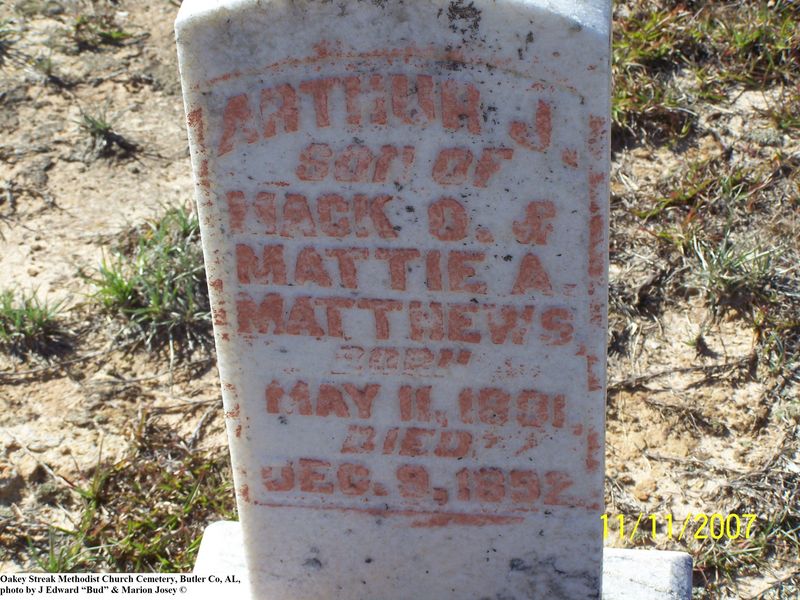 ARTHUR J.
SON OF
MACK O. &
MATTIE A.
MATTHEWS
BORN
MAY 11, 1891.
DIED
DEC. 9, 1892
11/11/2007
Oakey Streak Methodist Church Cemetery, Butler Co, AL,
photo by J Edward “Bud” & Marion Josey ©